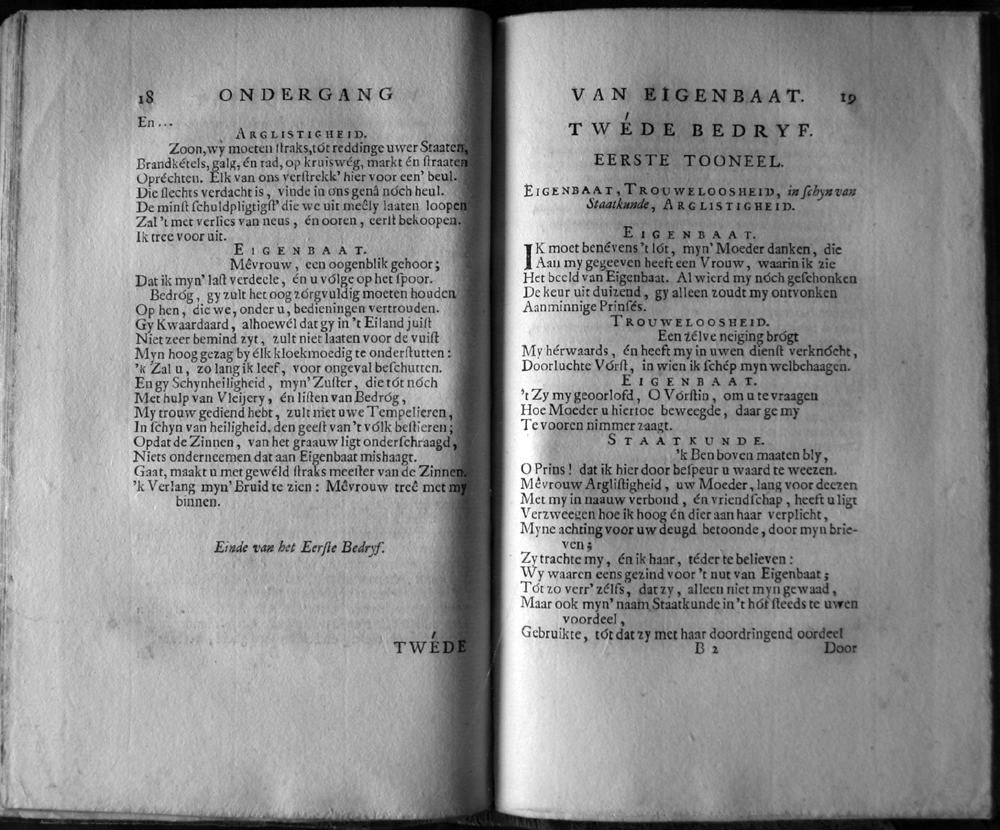 18 ONDERGANG
En...
ARGLISTIGHEID.
Zoon, wy moeten ſtraks, tót reddinge uwer Staaten,
Brandkétels, galg, én rad, op kruiswég, markt én ſtraaten
Opréchten. Elk van ons verſtrekk' hier voor een' beul.
Die ſlechts verdacht is, vinde in ons genâ nóch heul.
De minſt ſchuldpligtigſt' die we uit meêly laaten loopen
Zal 't met verlies van neus, én ooren, eerſt bekoopen.
Ik tree voor uit.
EIGENBAAT.
Mêvrouw, een oogenblik gehoor;
Dat ik myn' laſt verdeele, én u vólge op het ſpoor.
Bedróg, gy zult het oog zórgvuldig moeten houden
Op hen, die we, onder u, bedieningen vertrouden.
Gy Kwaardaard, alhoewél dat gy in 't Eiland juiſt
Niet zeer bemind zyt, zult niet laaten voor de vuiſt
Myn hoog gezag by élk kloekmoedig te onderſtutten:
'k Zal u, zo lang ik leef, voor ongeval beſchutten.
En gy Schynheiligheid, myn' Zuſter, die tót nóch
Met hulp van Vleijery, én liſten van Bedróg,
My trouw gediend hebt, zult niet uwe Tempelieren,
In ſchyn van heiligheid, den geeſt van 't vólk beſtieren;
Opdat de Zinnen, van het graauw ligt onderſchraagd,
Niets onderneemen dat aan Eigenbaat mishaagt.
Gaat, maakt u met gewéld ſtraks meeſter van de Zinnen.
'k Verlang myn' Bruid te zien: Mêvrouw treê met my
binnen.
Einde van het Eerſte Bedryf.
TWÉDE
VAN EIGENBAAT. 19
TWÉDE BEDRYF.
EERSTE TOONEEL.
EIGENBAAT, TROUWELOOSHEID, in ſchyn van
Staatkunde, ARGLISTIGHEID.
EIGENBAAT.
IK moet benévens 't lót, myn' Moeder danken, die
Aan my gegeeven heeft een Vrouw, waarin ik zie
Het beeld van Eigenbaat. Al wierd my nóch geſchonken
De keur uit duizend, gy alleen zoudt my ontvonken
Aanminnige Prinſés.
TROUWELOOSHEID.
Een zélve neiging brógt
My hérwaards, én heeft my in uwen dienſt verknócht,
Doorluchte Vórſt, in wien ik ſchép myn welbehaagen.
EIGENBAAT.
't Zy my geoorlofd, O Vórſtin, om u te vraagen
Hoe Moeder u hiertoe beweegde, daar ge my
Te vooren nimmer zaagt.
STAATKUNDE.
'k Ben boven maaten bly,
O Prins! dat ik hier door beſpeur u waard te weezen.
Mêvrouw Argliſtigheid, uw Moeder, lang voor deezen
Met my in naauw verbond, én vriendſchap, heeft u ligt
Verzweegen hoe ik hoog én dier aan haar verplicht,
Myne achting voor uw deugd betoonde, door myn brie-
ven;
Zy trachte my, én ik haar, téder te believen:
Wy waaren eens gezind voor 't nut van Eigenbaat;
Tót zo verr' zélfs, dat zy, alleen niet myn gewaad,
Maar ook myn' naam Staatkunde in 't hóf ſteeds te uwen
voordeel,
Gebruikte, tót dat zy met haar doordringend oordeel
B 2 Door